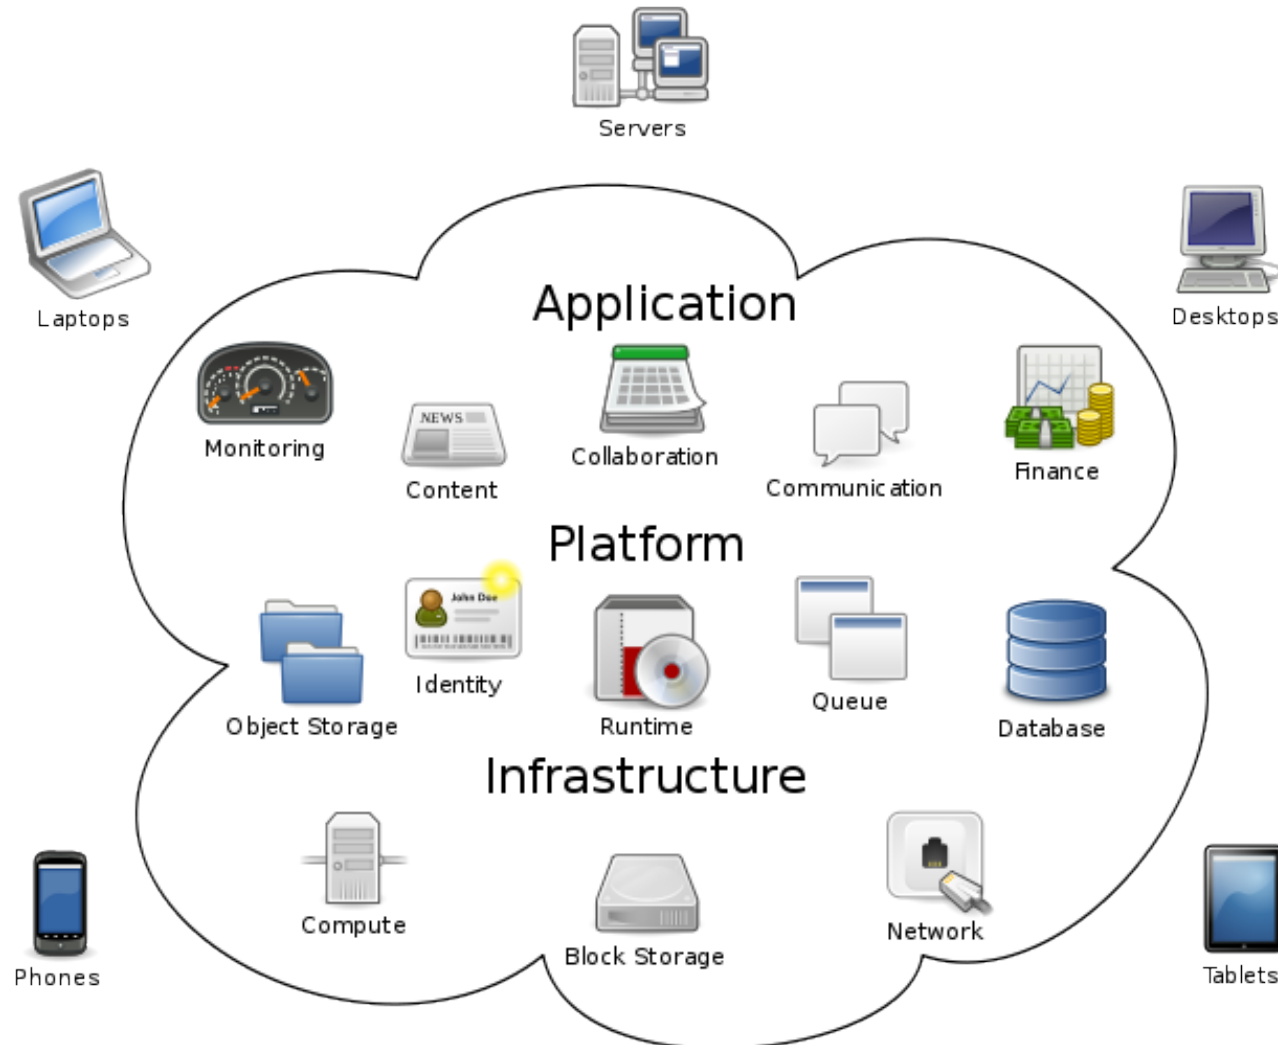 Servers
Laptops
Desktops
Application
Monitoring
NEWS
Content
Collaboration
Communication
Finance
Platform
Object Storage
John Doe
Identity
Runtime
Queue
Database
Infrastructure
Compute
Block Storage
Network
Phones
Tablets